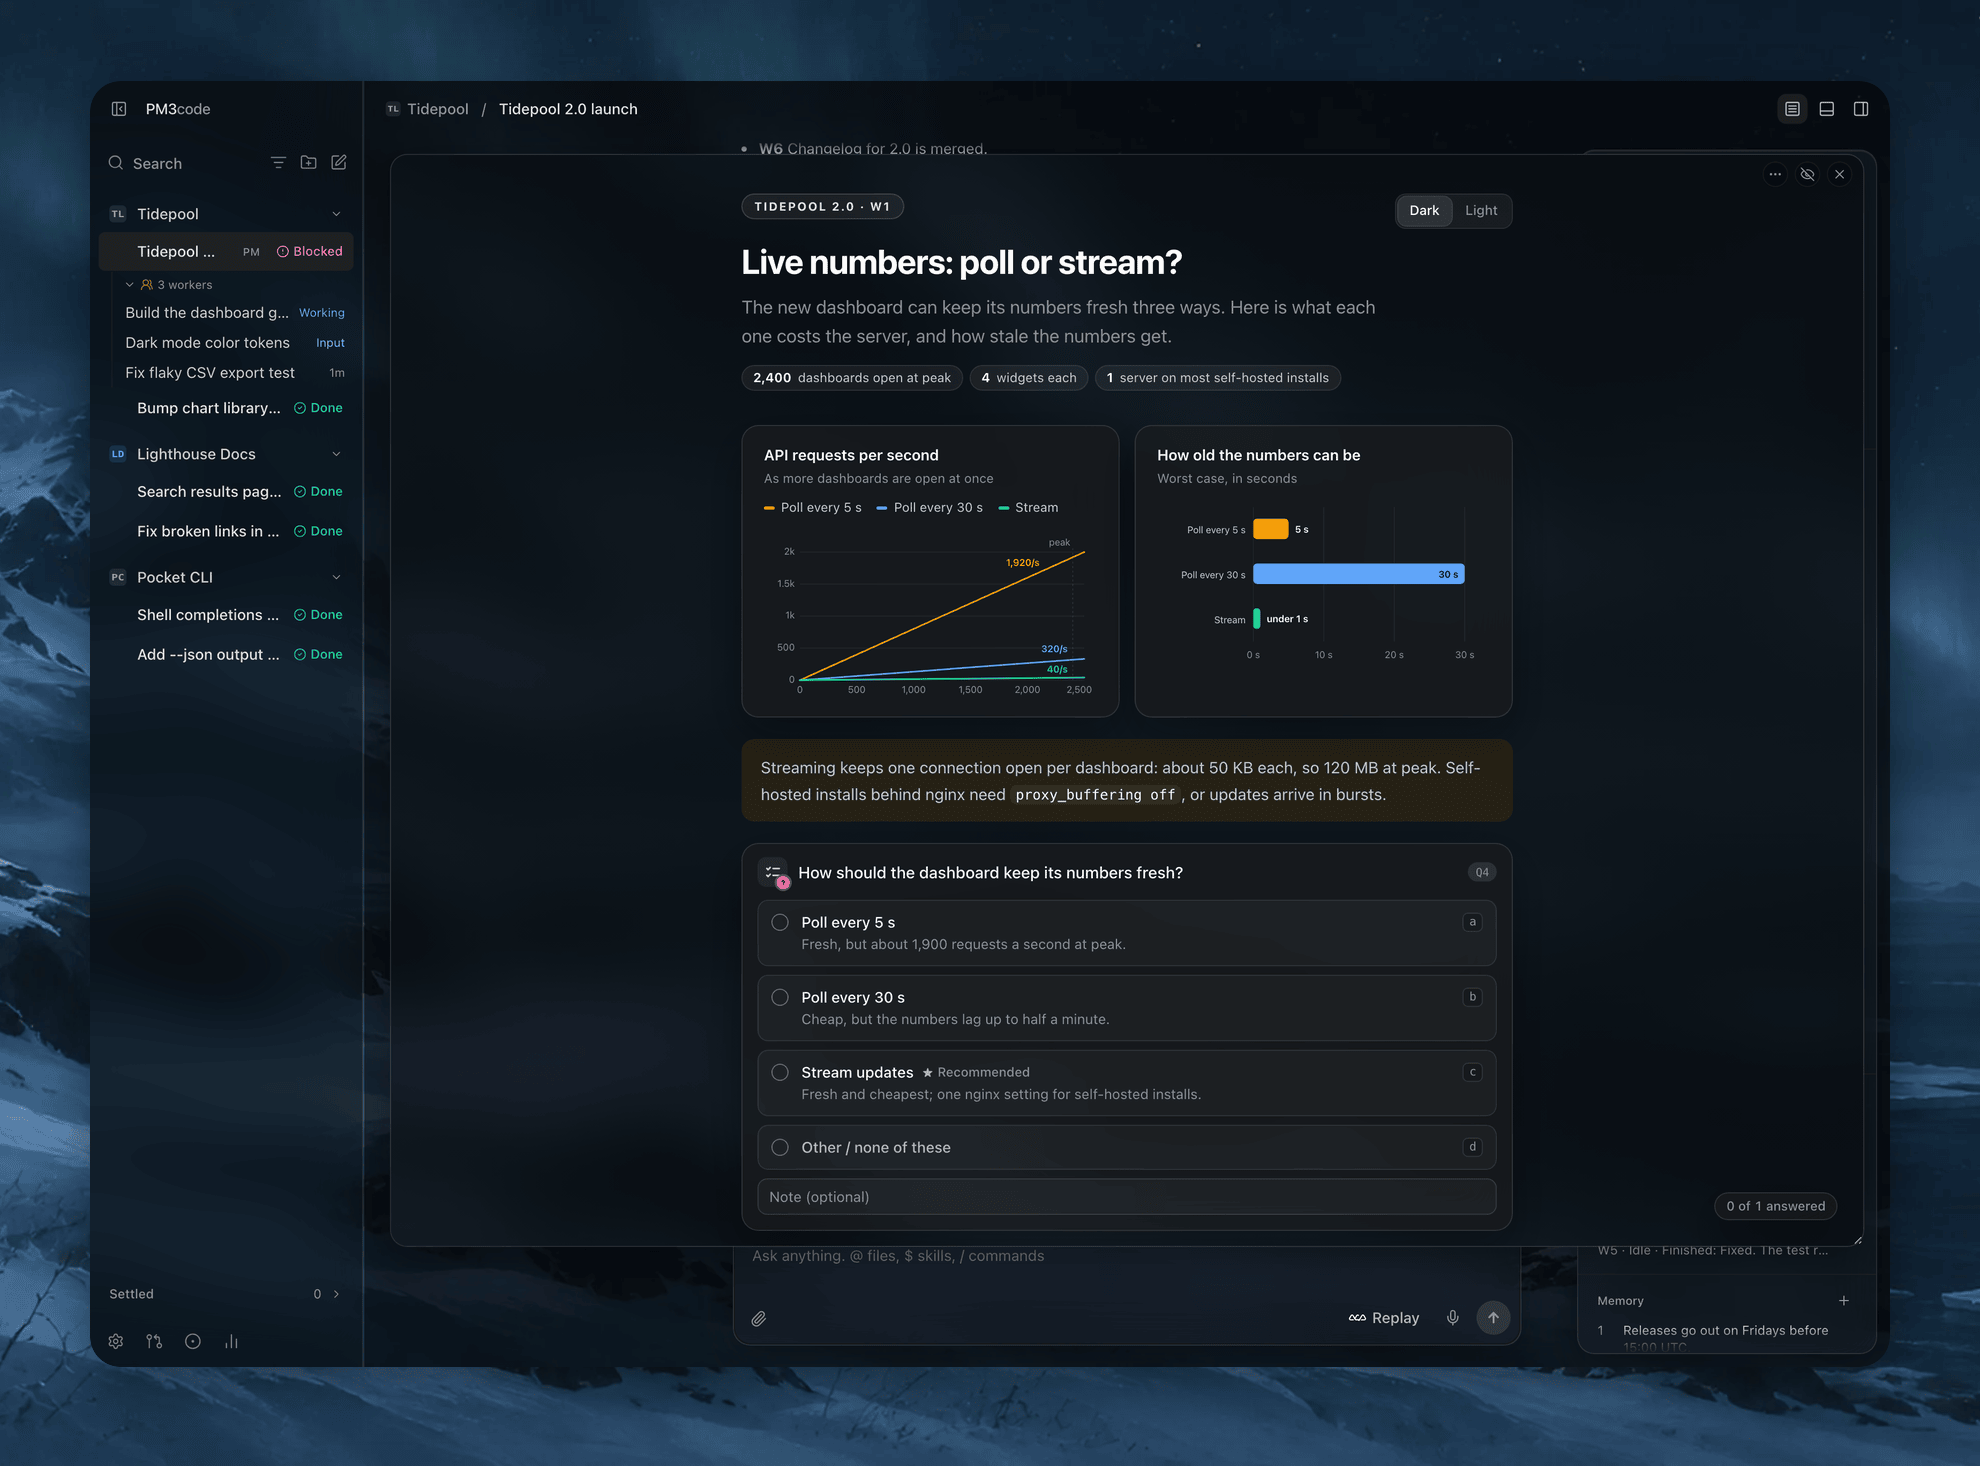 PM3code
Search
TL Tidepool
Tidepool ... PM Blocked
3 workers
Build the dashboard g... Working
Dark mode color tokens Input
Fix flaky CSV export test 1m
Bump chart library... Done
LD Lighthouse Docs
Search results pag... Done
Fix broken links in ... Done
PC Pocket CLI
Shell completions ... Done
Add --json output ... Done
Settled 0
TL Tidepool / Tidepool 2.0 launch
• W6 Changelog for 2.0 is merged.
TIDEPOOL 2.0 · W1
Dark Light
Live numbers: poll or stream?
The new dashboard can keep its numbers fresh three ways. Here is what each
one costs the server, and how stale the numbers get.
2,400 dashboards open at peak 4 widgets each 1 server on most self-hosted installs
API requests per second
As more dashboards are open at once
Poll every 5 s Poll every 30 s Stream
peak
2k
1,920/s
1.5k
1k
500
320/s
40/s
0
0 500 1,000 1,500 2,000 2,500
How old the numbers can be
Worst case, in seconds
Poll every 5 s 5 s
Poll every 30 s 30 s
Stream under 1 s
0 s 10 s 20 s 30 s
Streaming keeps one connection open per dashboard: about 50 KB each, so 120 MB at peak. Self-
hosted installs behind nginx need proxy_buffering off, or updates arrive in bursts.
? How should the dashboard keep its numbers fresh? Q4
Poll every 5 s a
Fresh, but about 1,900 requests a second at peak.
Poll every 30 s b
Cheap, but the numbers lag up to half a minute.
Stream updates ★ Recommended c
Fresh and cheapest; one nginx setting for self-hosted installs.
Other / none of these d
Note (optional)
0 of 1 answered
Ask anything. @ files, $ skills, / commands
Replay
W5 · Idle · Finished: Fixed. The test r...
Memory +
1 Releases go out on Fridays before
15:00 UTC